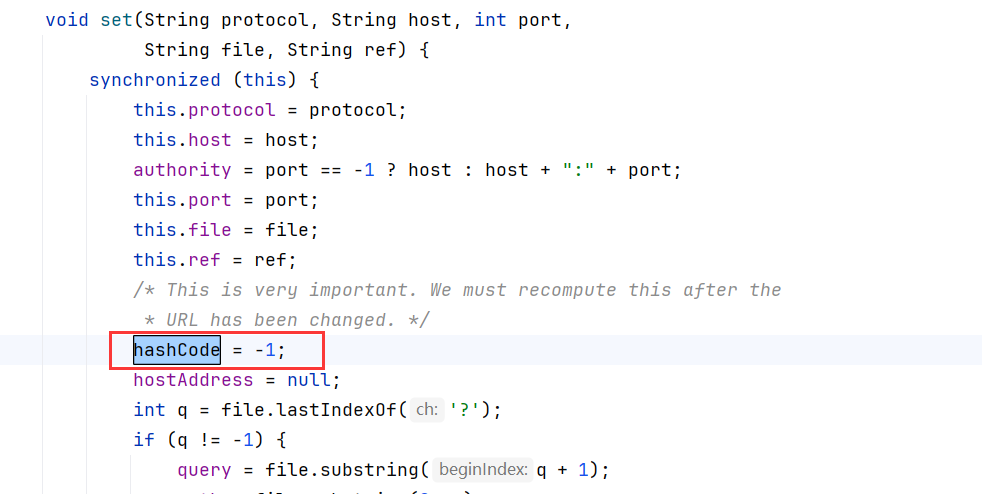 void set(String protocol, String host, int port,
String file, String ref) {
synchronized (this) {
this.protocol = protocol;
this.host = host;
authority = port == -1 ? host : host + ":" + port;
this.port = port;
this.file = file;
this.ref = ref;
/* This is very important. We must recompute this after the
* URL has been changed. */
hashCode = -1;
hostAddress = null;
int q = file.lastIndexOf( ch: '?');
if (q != -1) {
query = file.substring( beginIndex: q + 1);